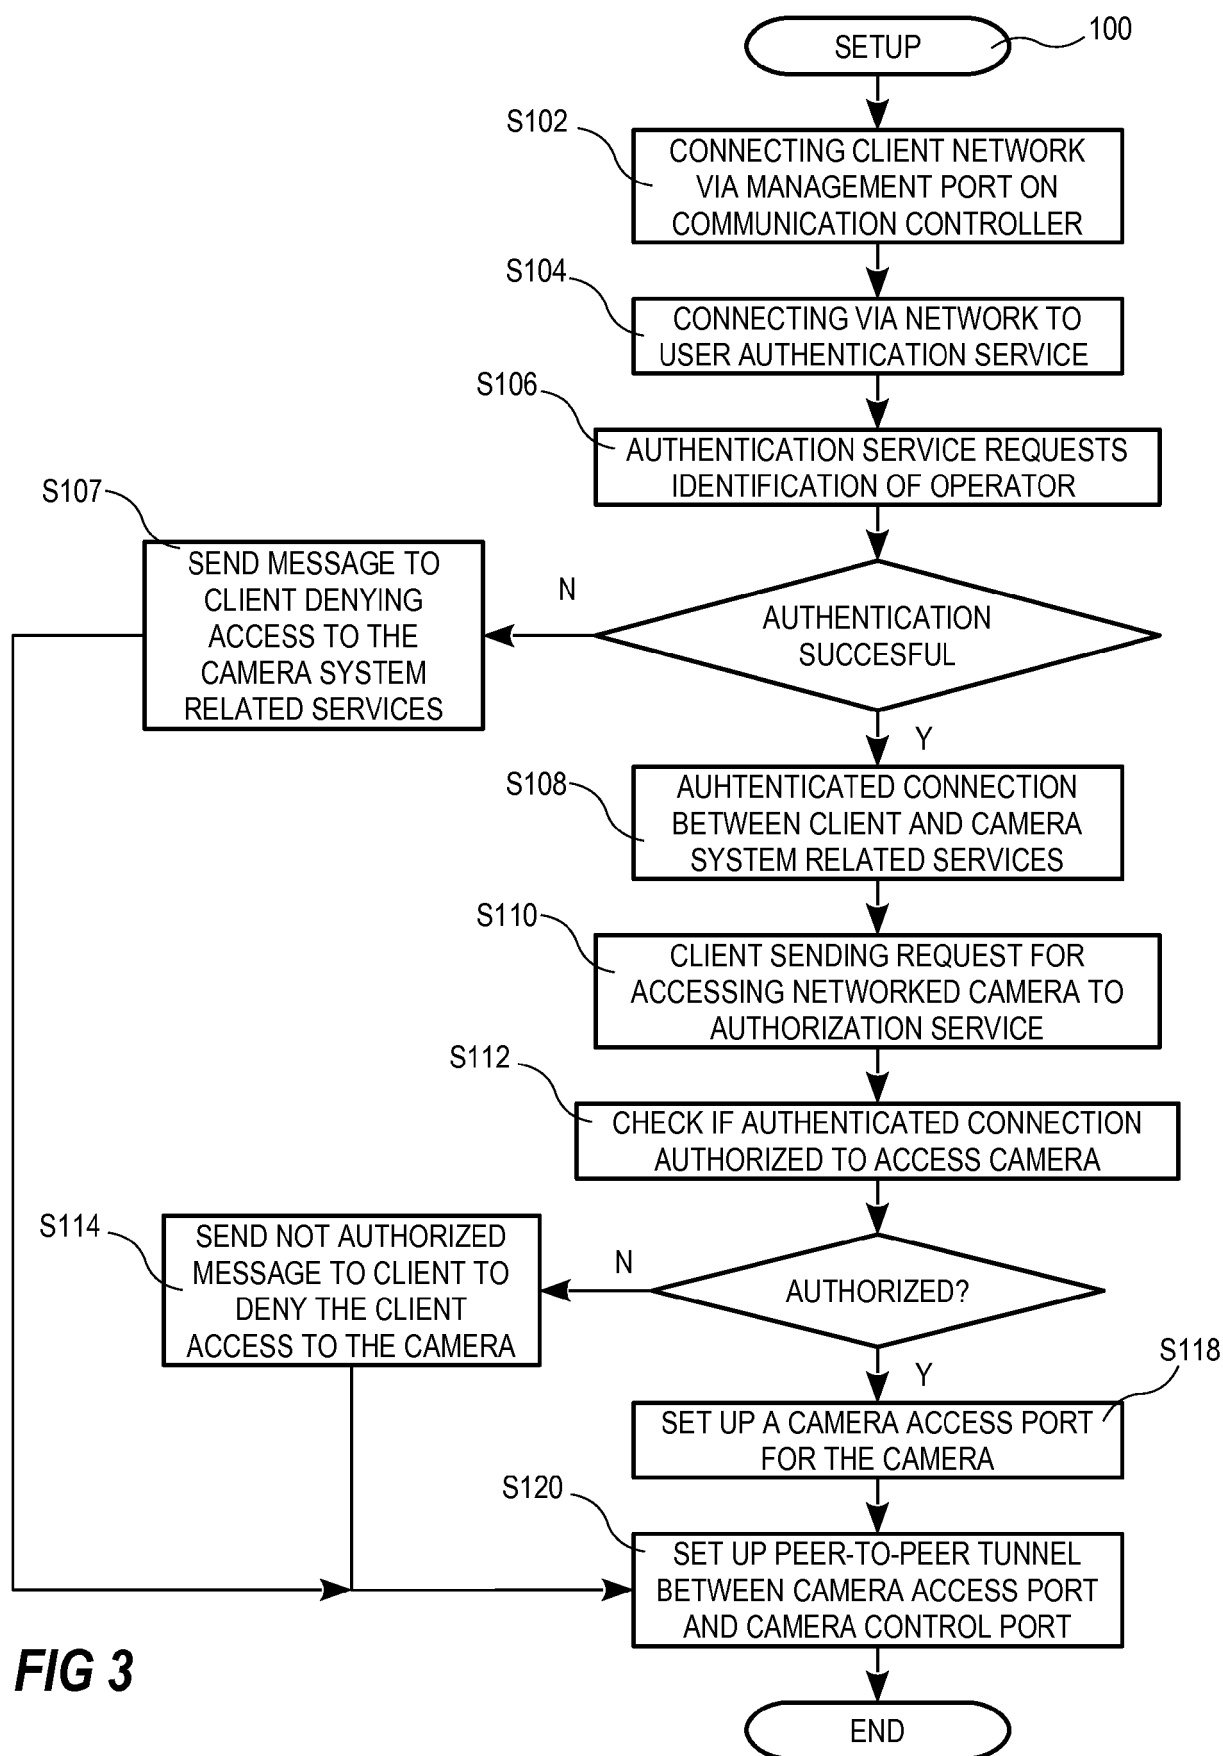 SETUP
100
S102
CONNECTING CLIENT NETWORK
VIA MANAGEMENT PORT ON
COMMUNICATION CONTROLLER
S104
CONNECTING VIA NETWORK TO
USER AUTHENTICATION SERVICE
S106
AUTHENTICATION SERVICE REQUESTS
IDENTIFICATION OF OPERATOR
S107
SEND MESSAGE TO
CLIENT DENYING
ACCESS TO THE
CAMERA SYSTEM
RELATED SERVICES
N
AUTHENTICATION
SUCCESFUL
Y
S108
AUHTENTICATED CONNECTION
BETWEEN CLIENT AND CAMERA
SYSTEM RELATED SERVICES
S110
CLIENT SENDING REQUEST FOR
ACCESSING NETWORKED CAMERA TO
AUTHORIZATION SERVICE
S112
CHECK IF AUTHENTICATED CONNECTION
AUTHORIZED TO ACCESS CAMERA
S114
SEND NOT AUTHORIZED
MESSAGE TO CLIENT TO
DENY THE CLIENT
ACCESS TO THE CAMERA
N
AUTHORIZED?
Y
S118
SET UP A CAMERA ACCESS PORT
FOR THE CAMERA
S120
SET UP PEER-TO-PEER TUNNEL
BETWEEN CAMERA ACCESS PORT
AND CAMERA CONTROL PORT
FIG 3
END